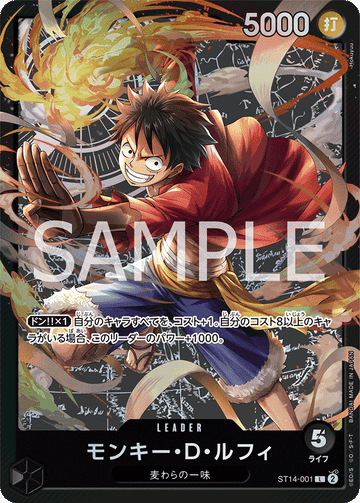 5000 打
SAMPLE
ドン!!×1 自分のキャラすべてを、コスト+1。自分のコスト8以上のキャ
ラがいる場合、このリーダーのパワー+1000。
LEADER
モンキー・D・ルフィ
5
ライフ
麦わらの一味
ST14-001 L 2